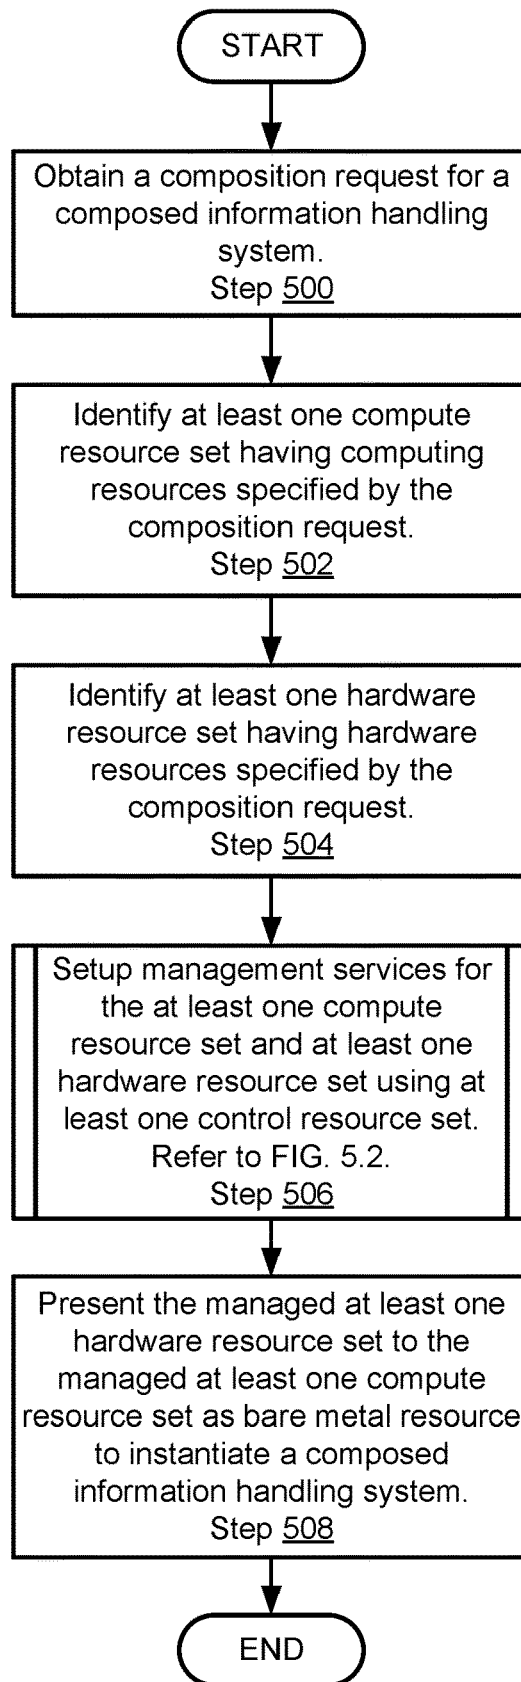 START
Obtain a composition request for a
composed information handling
system.
Step 500
Identify at least one compute
resource set having computing
resources specified by the
composition request.
Step 502
Identify at least one hardware
resource set having hardware
resources specified by the
composition request.
Step 504
Setup management services for
the at least one compute
resource set and at least one
hardware resource set using at
least one control resource set.
Refer to FIG. 5.2.
Step 506
Present the managed at least one
hardware resource set to the
managed at least one compute
resource set as bare metal resource
to instantiate a composed
information handling system.
Step 508
END